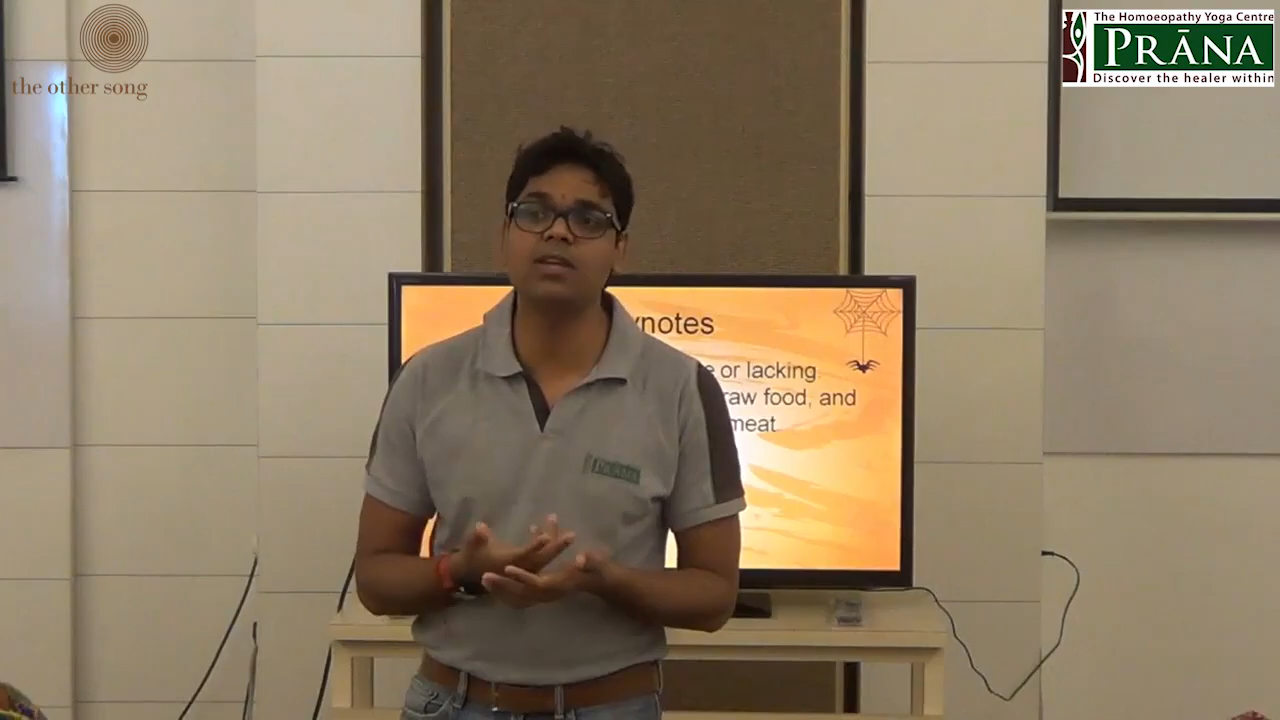 the other song
The Homoeopathy Yoga Centre
PRĀNA
Discover the healer within
ynotes
e or lacking
raw food, and
meat
PRĀNA